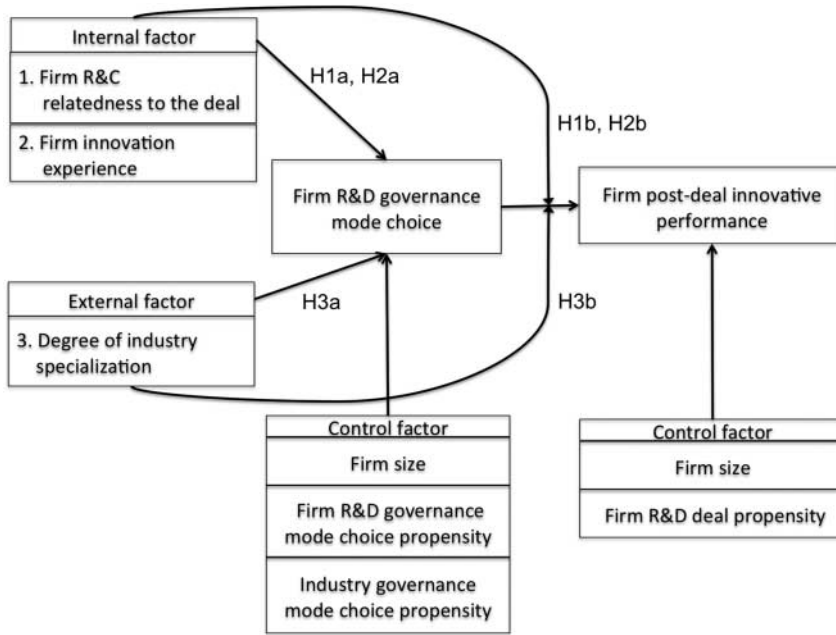 Internal factor
1. Firm R&C
relatedness to the deal
2. Firm innovation
experience
H1a, H2a
H1b, H2b
Firm R&D governance
mode choice
Firm post-deal innovative
performance
External factor
3. Degree of industry
specialization
H3a
H3b
Control factor
Firm size
Firm R&D governance
mode choice propensity
Industry governance
mode choice propensity
Control factor
Firm size
Firm R&D deal propensity